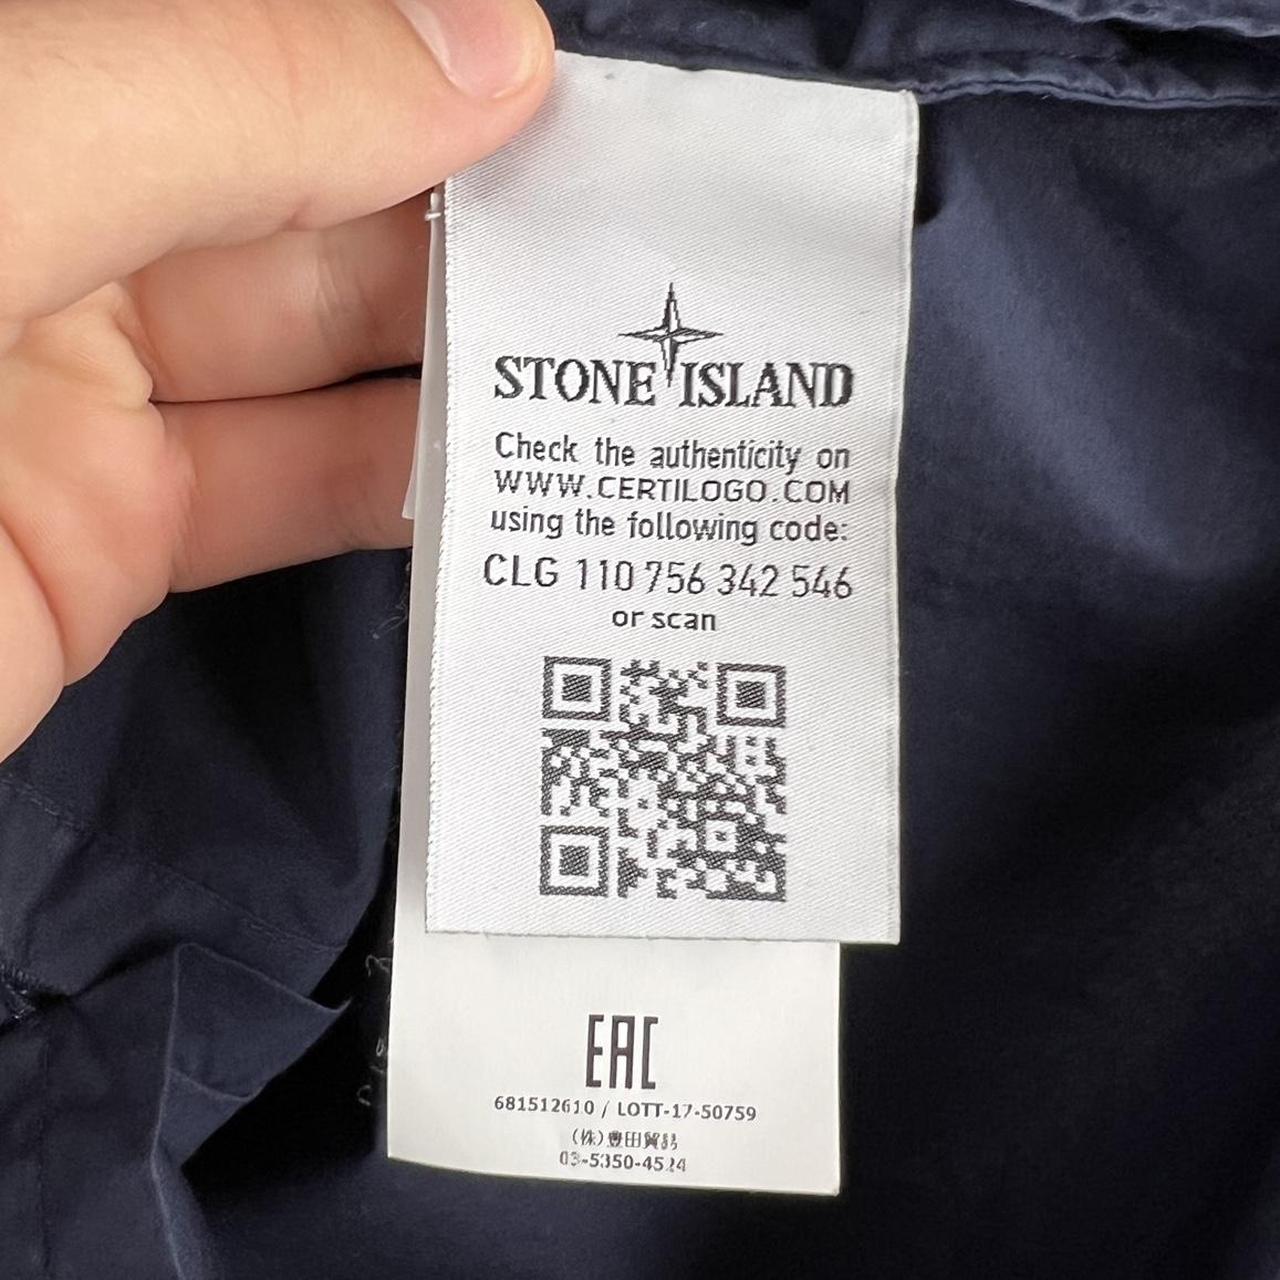 STONE ISLAND
Check the authenticity on
WWW.CERTILOGO.COM
using the following code:
CLG 110 756 342 546
or scan
EAC
681512610 / LOTT-17-50759
(株)豊田貿易
03-5350-4524